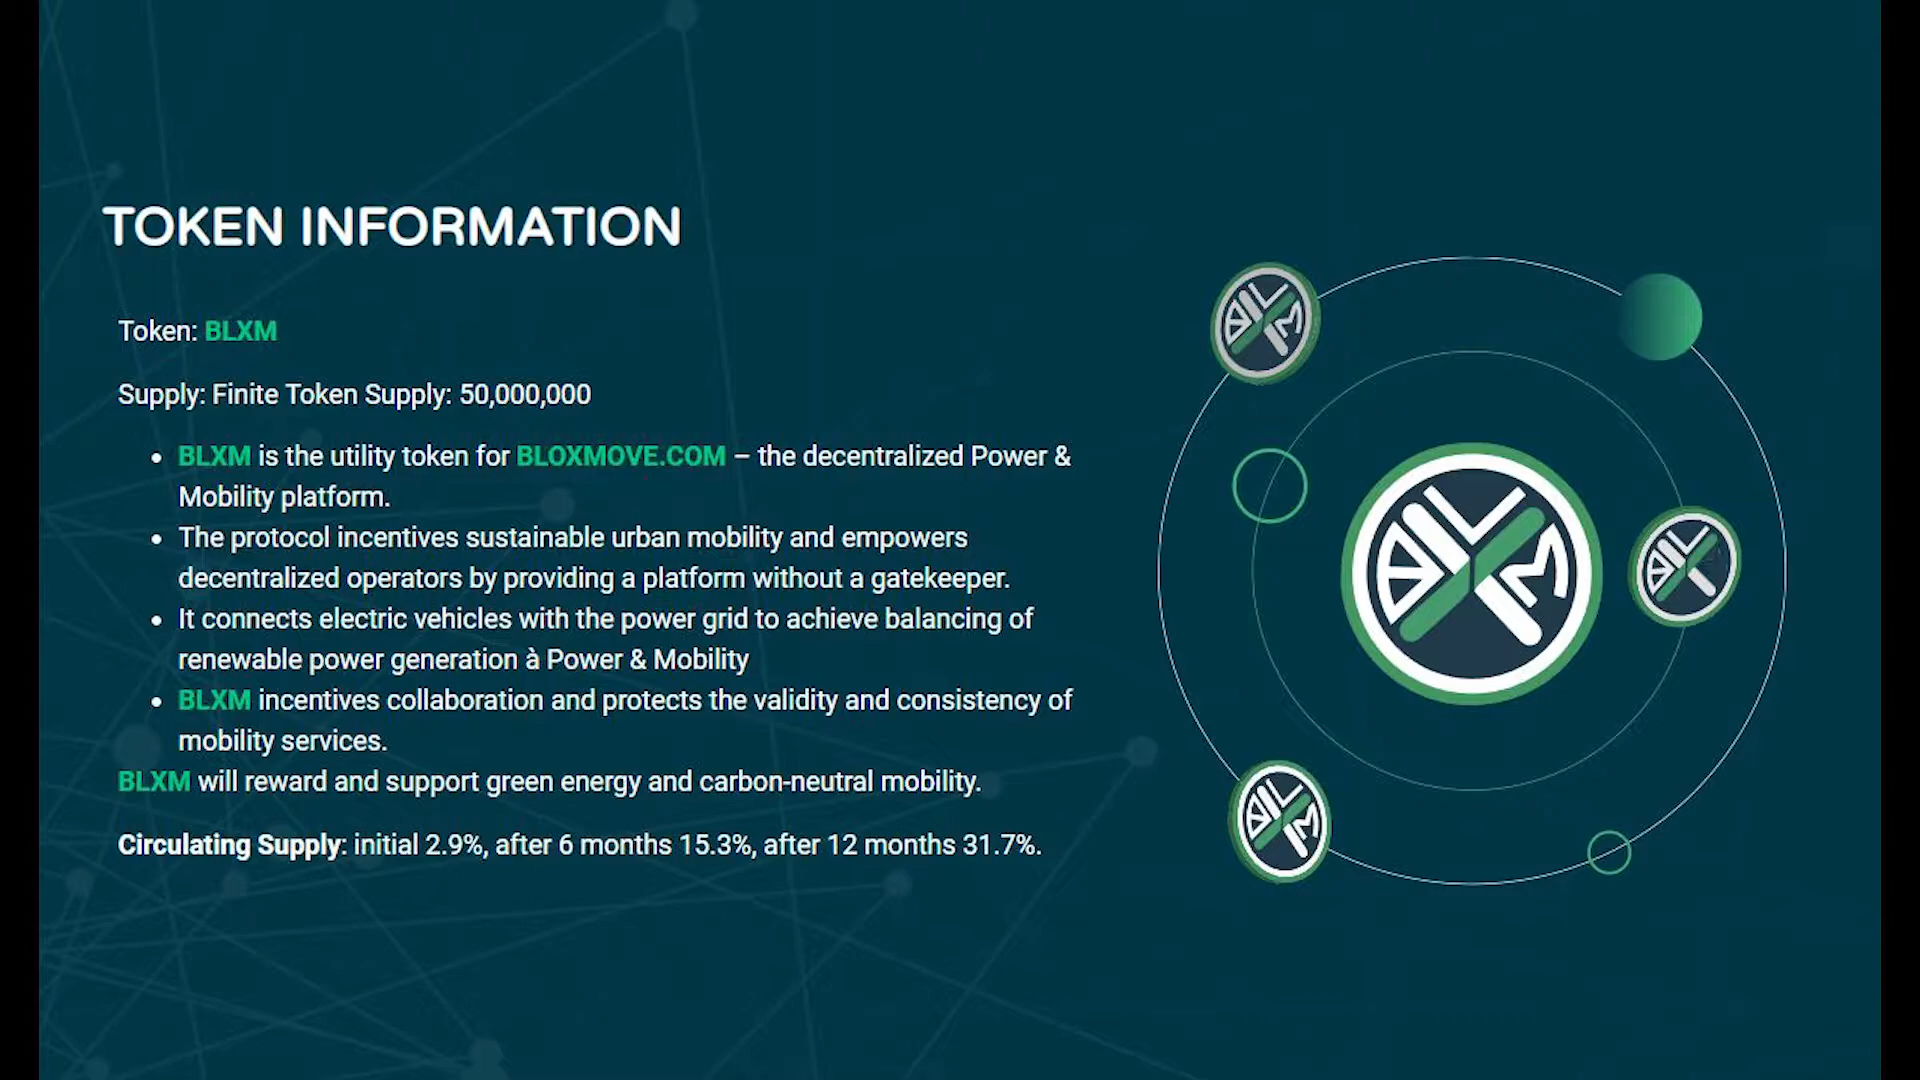 TOKEN INFORMATION
Token: BLXM
Supply: Finite Token Supply: 50,000,000
• BLXM is the utility token for BLOXMOVE.COM – the decentralized Power &
Mobility platform.
• The protocol incentives sustainable urban mobility and empowers
decentralized operators by providing a platform without a gatekeeper.
• It connects electric vehicles with the power grid to achieve balancing of
renewable power generation à Power & Mobility
• BLXM incentives collaboration and protects the validity and consistency of
mobility services.
BLXM will reward and support green energy and carbon-neutral mobility.
Circulating Supply: initial 2.9%, after 6 months 15.3%, after 12 months 31.7%.
BLXM
BLXM
BLXM
BLXM